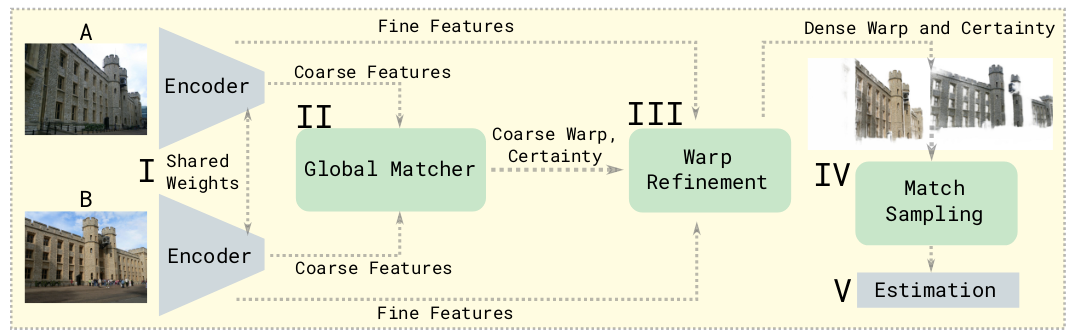 Fine Features
Dense Warp and Certainty
A
Encoder
Coarse Features
II
Global Matcher
Coarse Warp,
Certainty
III
Warp
Refinement
I
Shared
Weights
IV
Match
Sampling
B
Encoder
Coarse Features
V
Estimation
Fine Features